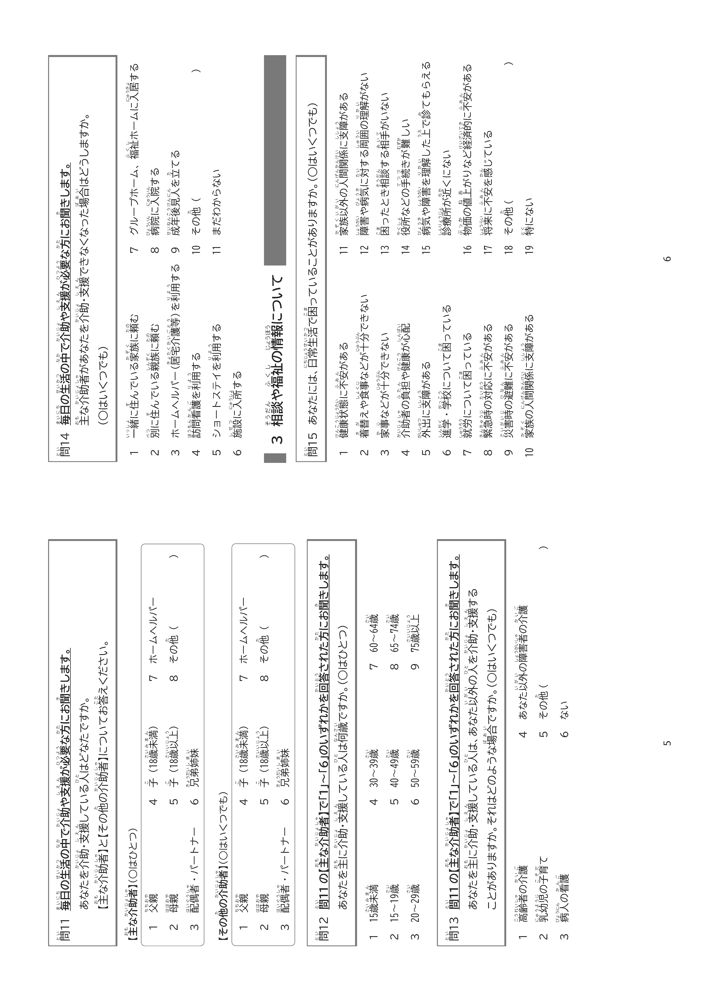 問11 毎日の生活の中で介助や支援が必要な方にお聞きします。
あなたを介助・支援している人はどなたですか。
【主な介助者】と【その他の介助者】についてお答えください。
【主な介助者】(○はひとつ)
1 父親 4 子（18歳未満） 7 ホームヘルパー
2 母親 5 子（18歳以上） 8 その他（ ）
3 配偶者・パートナー 6 兄弟姉妹
【その他の介助者】(○はいくつでも)
1 父親 4 子（18歳未満） 7 ホームヘルパー
2 母親 5 子（18歳以上） 8 その他（ ）
3 配偶者・パートナー 6 兄弟姉妹
問12 問11の【主な介助者】で「1」～「6」のいずれかを回答された方にお聞きします。
あなたを主に介助・支援している人は何歳ですか。(○はひとつ)
1 15歳未満 4 30～39歳 7 60～64歳
2 15～19歳 5 40～49歳 8 65～74歳
3 20～29歳 6 50～59歳 9 75歳以上
問13 問11の【主な介助者】で「1」～「6」のいずれかを回答された方にお聞きします。
あなたを主に介助・支援している人は、あなた以外の人を介助・支援する
ことがありますか。それはどのような場合ですか。(○はいくつでも)
1 高齢者の介護 4 あなた以外の障害者の介護
2 乳幼児の子育て 5 その他（ ）
3 病人の看護 6 ない
5
問14 毎日の生活の中で介助や支援が必要な方にお聞きします。
主な介助者があなたを介助・支援できなくなった場合はどうしますか。
(○はいくつでも)
1 一緒に住んでいる家族に頼む 7 グループホーム、福祉ホームに入居する
2 別に住んでいる親族に頼む 8 病院に入院する
3 ホームヘルパー(居宅介護等)を利用する 9 成年後見人を立てる
4 訪問看護を利用する 10 その他（ ）
5 ショートステイを利用する 11 まだわからない
6 施設に入所する
3 相談や福祉の情報について
問15 あなたには、日常生活で困っていることがありますか。(○はいくつでも)
1 健康状態に不安がある 11 家族以外の人間関係に支障がある
2 着替えや食事などが十分できない 12 障害や病気に対する周囲の理解がない
3 家事などが十分できない 13 困ったとき相談する相手がいない
4 介助者の負担や健康が心配 14 役所などの手続きが難しい
5 外出に支障がある 15 病気や障害を理解した上で診てもらえる
6 進学・学校について困っている 診療所が近くにない
7 就労について困っている 16 物価の値上がりなど経済的に不安がある
8 緊急時の対応に不安がある 17 将来に不安を感じている
9 災害時の避難に不安がある 18 その他（ ）
10 家族の人間関係に支障がある 19 特にない
6